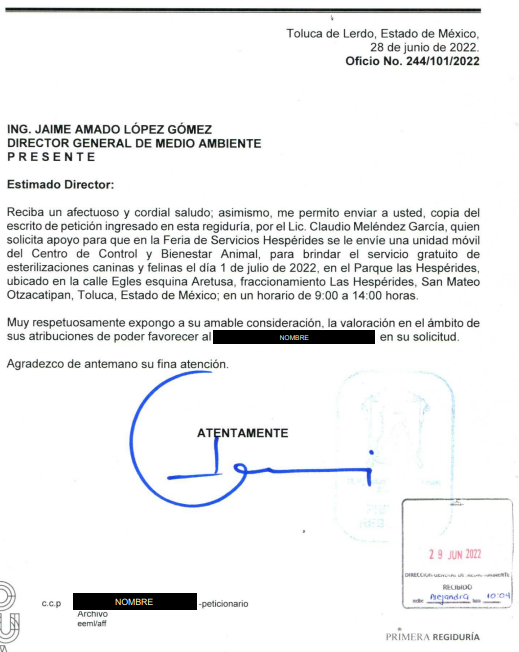 Toluca de Lerdo, Estado de México,
28 de junio de 2022.
Oficio No. 244/101/2022
ING. JAIME AMADO LÓPEZ GÓMEZ
DIRECTOR GENERAL DE MEDIO AMBIENTE
P R E S E N T E
Estimado Director:
Reciba un afectuoso y cordial saludo; asimismo, me permito enviar a usted, copia del
escrito de petición ingresado en esta regiduría, por el Lic. Claudio Meléndez García, quien
solicita apoyo para que en la Feria de Servicios Hespérides se le envíe una unidad móvil
del Centro de Control y Bienestar Animal, para brindar el servicio gratuito de
esterilizaciones caninas y felinas el día 1 de julio de 2022, en el Parque las Hespérides,
ubicado en la calle Egles esquina Aretusa, fraccionamiento Las Hespérides, San Mateo
Otzacatipan, Toluca, Estado de México; en un horario de 9:00 a 14:00 horas.
Muy respetuosamente expongo a su amable consideración, la valoración en el ámbito de
sus atribuciones de poder favorecer al NOMBRE en su solicitud.
Agradezco de antemano su fina atención.
ATENTAMENTE
2 9 JUN 2022
DIRECCIÓN GENERAL DE MEDIO AMBIENTE
RECIBIDO
10:09
c.c.p NOMBRE -peticionario
Archivo
eeml/aff
PRIMERA REGIDURÍA